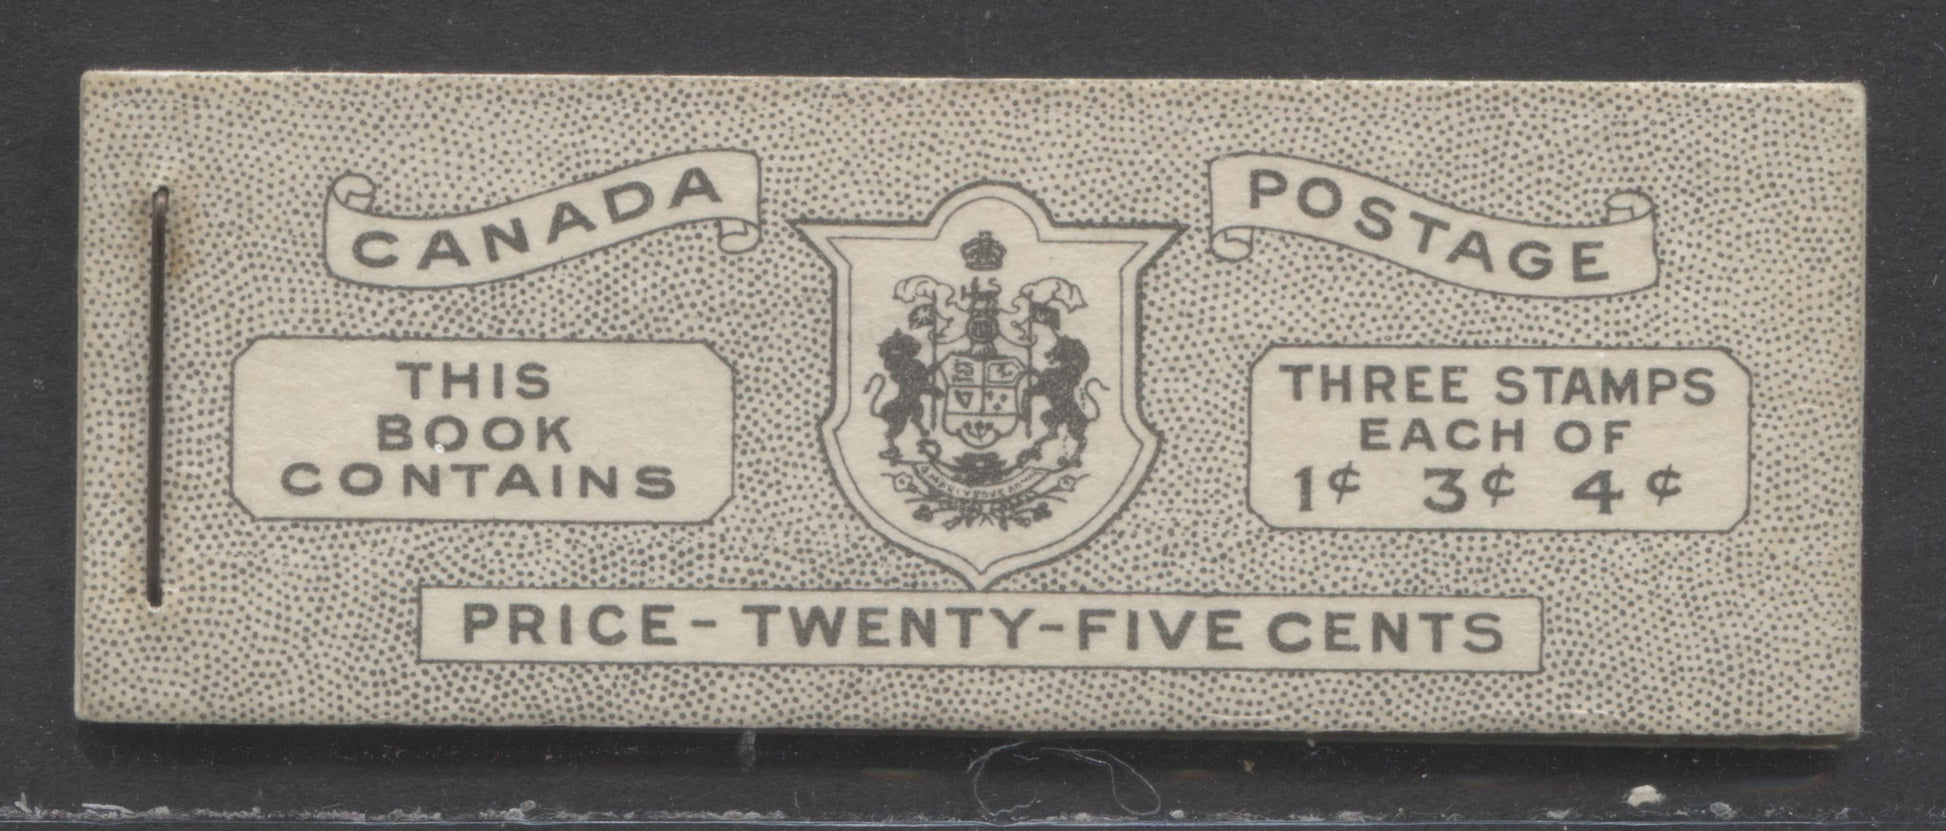 CANADA
POSTAGE
THIS
BOOK
CONTAINS
THREE STAMPS
EACH OF
1¢ 3¢ 4¢
PRICE - TWENTY-FIVE CENTS